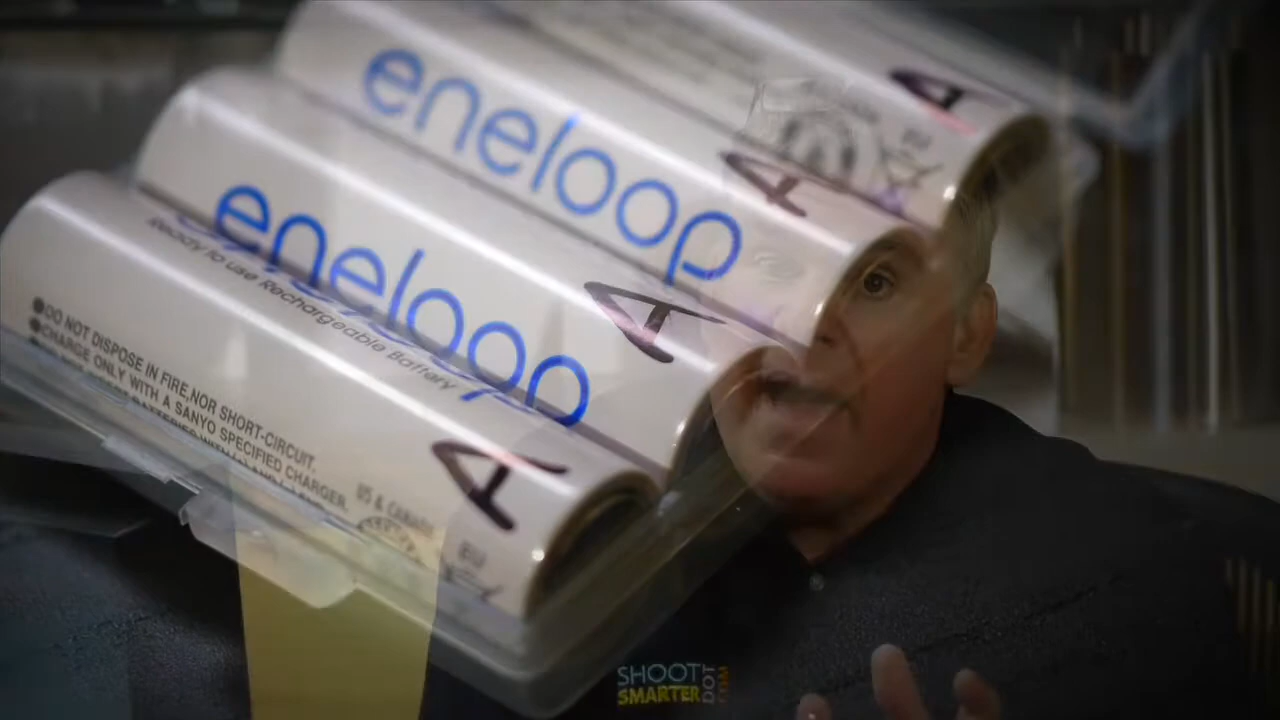 eneloop
eneloop
Ready to use Rechargeable Battery
A
A
A
A
●DO NOT DISPOSE IN FIRE, NOR SHORT-CIRCUIT.
●CHARGE ONLY WITH A SANYO SPECIFIED CHARGER.
US & CANADA
EU
SHOOT
SMARTER
DOT
COM